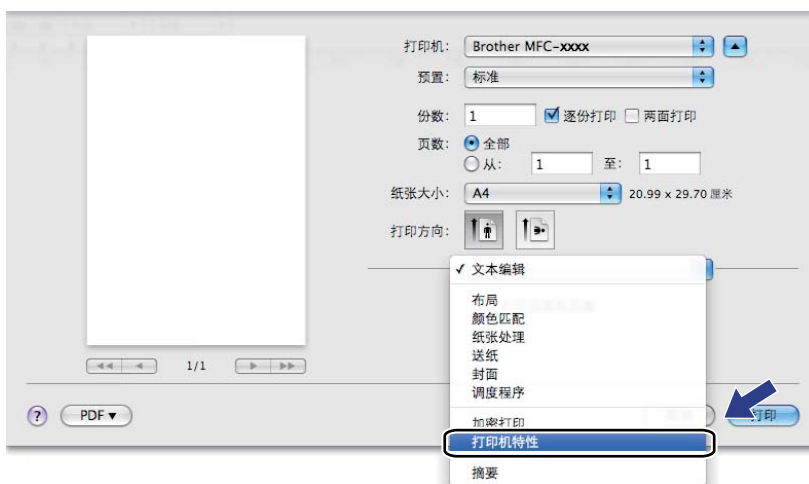 打印机: Brother MFC-xxxx
预置: 标准
份数: 1 逐份打印 两面打印
页数: 全部
从: 1 至: 1
纸张大小: A4 20.99 x 29.70 厘米
打印方向:
文本编辑
布局
颜色匹配
纸张处理
送纸
封面
调度程序
1/1
? PDF 打印
加密打印
打印机特性
摘要